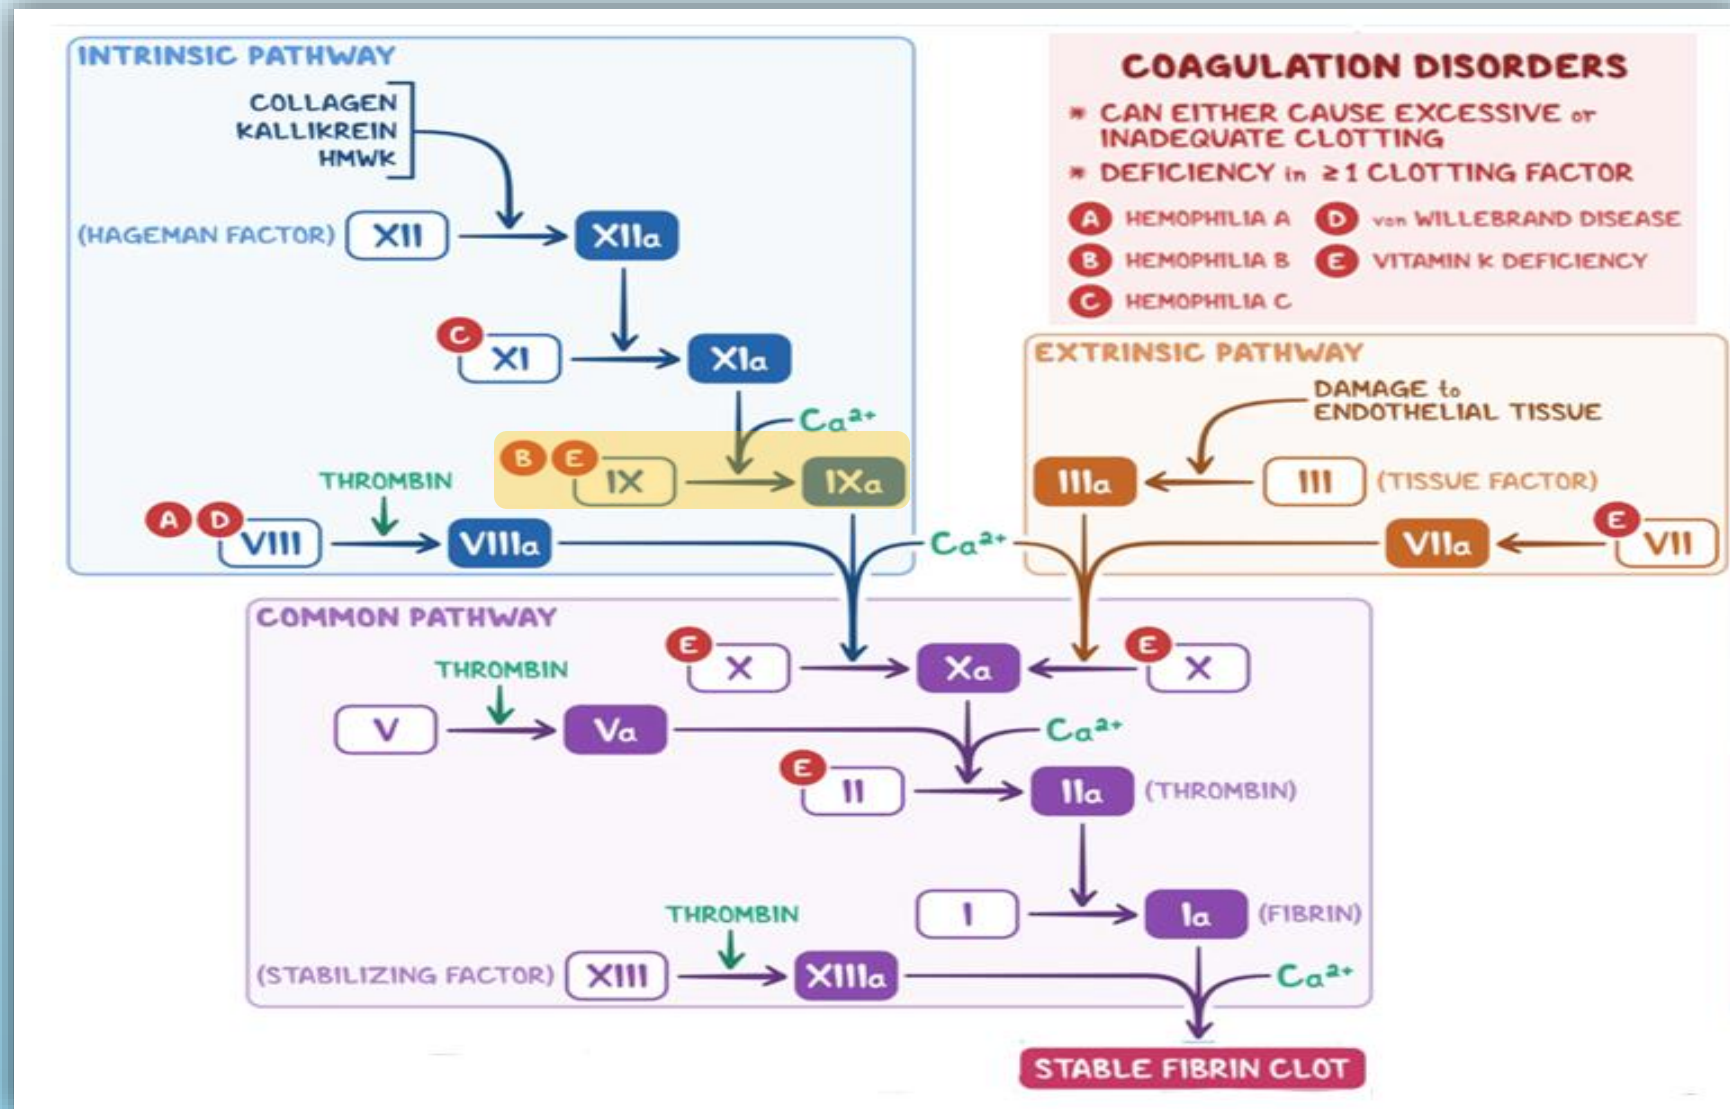 INTRINSIC PATHWAY
COLLAGEN
KALLIKREIN
HMWK
(HAGEMAN FACTOR) XII XIIa
C XI XIa
Ca²⁺
B E IX IXa
THROMBIN
A D VIII VIIIa
Ca²⁺
COAGULATION DISORDERS
* CAN EITHER CAUSE EXCESSIVE or
INADEQUATE CLOTTING
* DEFICIENCY in ≥1 CLOTTING FACTOR
A HEMOPHILIA A D von WILLEBRAND DISEASE
B HEMOPHILIA B E VITAMIN K DEFICIENCY
C HEMOPHILIA C
EXTRINSIC PATHWAY
DAMAGE to
ENDOTHELIAL TISSUE
IIIa III (TISSUE FACTOR)
VIIa E VII
COMMON PATHWAY
E X Xa E X
THROMBIN
V Va Ca²⁺
E II IIa (THROMBIN)
I Ia (FIBRIN)
THROMBIN
(STABILIZING FACTOR) XIII XIIIa Ca²⁺
STABLE FIBRIN CLOT